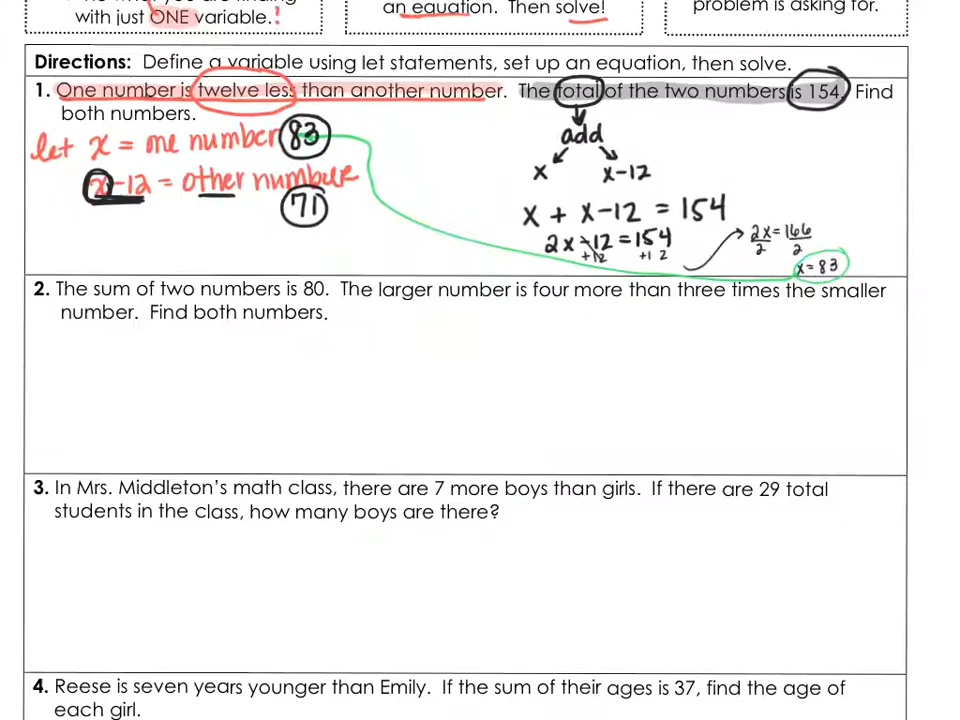 with just ONE variable.!
an equation. Then solve!
problem is asking for.
Directions: Define a variable using let statements, set up an equation, then solve.
1. One number is twelve less than another number. The total of the two numbers is 154. Find
both numbers.
let x = one number 83
x-12 = other number
71
add
x x-12
x + x-12 = 154
2x-12 = 154
+12 +12
2x = 166
2 2
x = 83
2. The sum of two numbers is 80. The larger number is four more than three times the smaller
number. Find both numbers.
3. In Mrs. Middleton's math class, there are 7 more boys than girls. If there are 29 total
students in the class, how many boys are there?
4. Reese is seven years younger than Emily. If the sum of their ages is 37, find the age of
each girl.